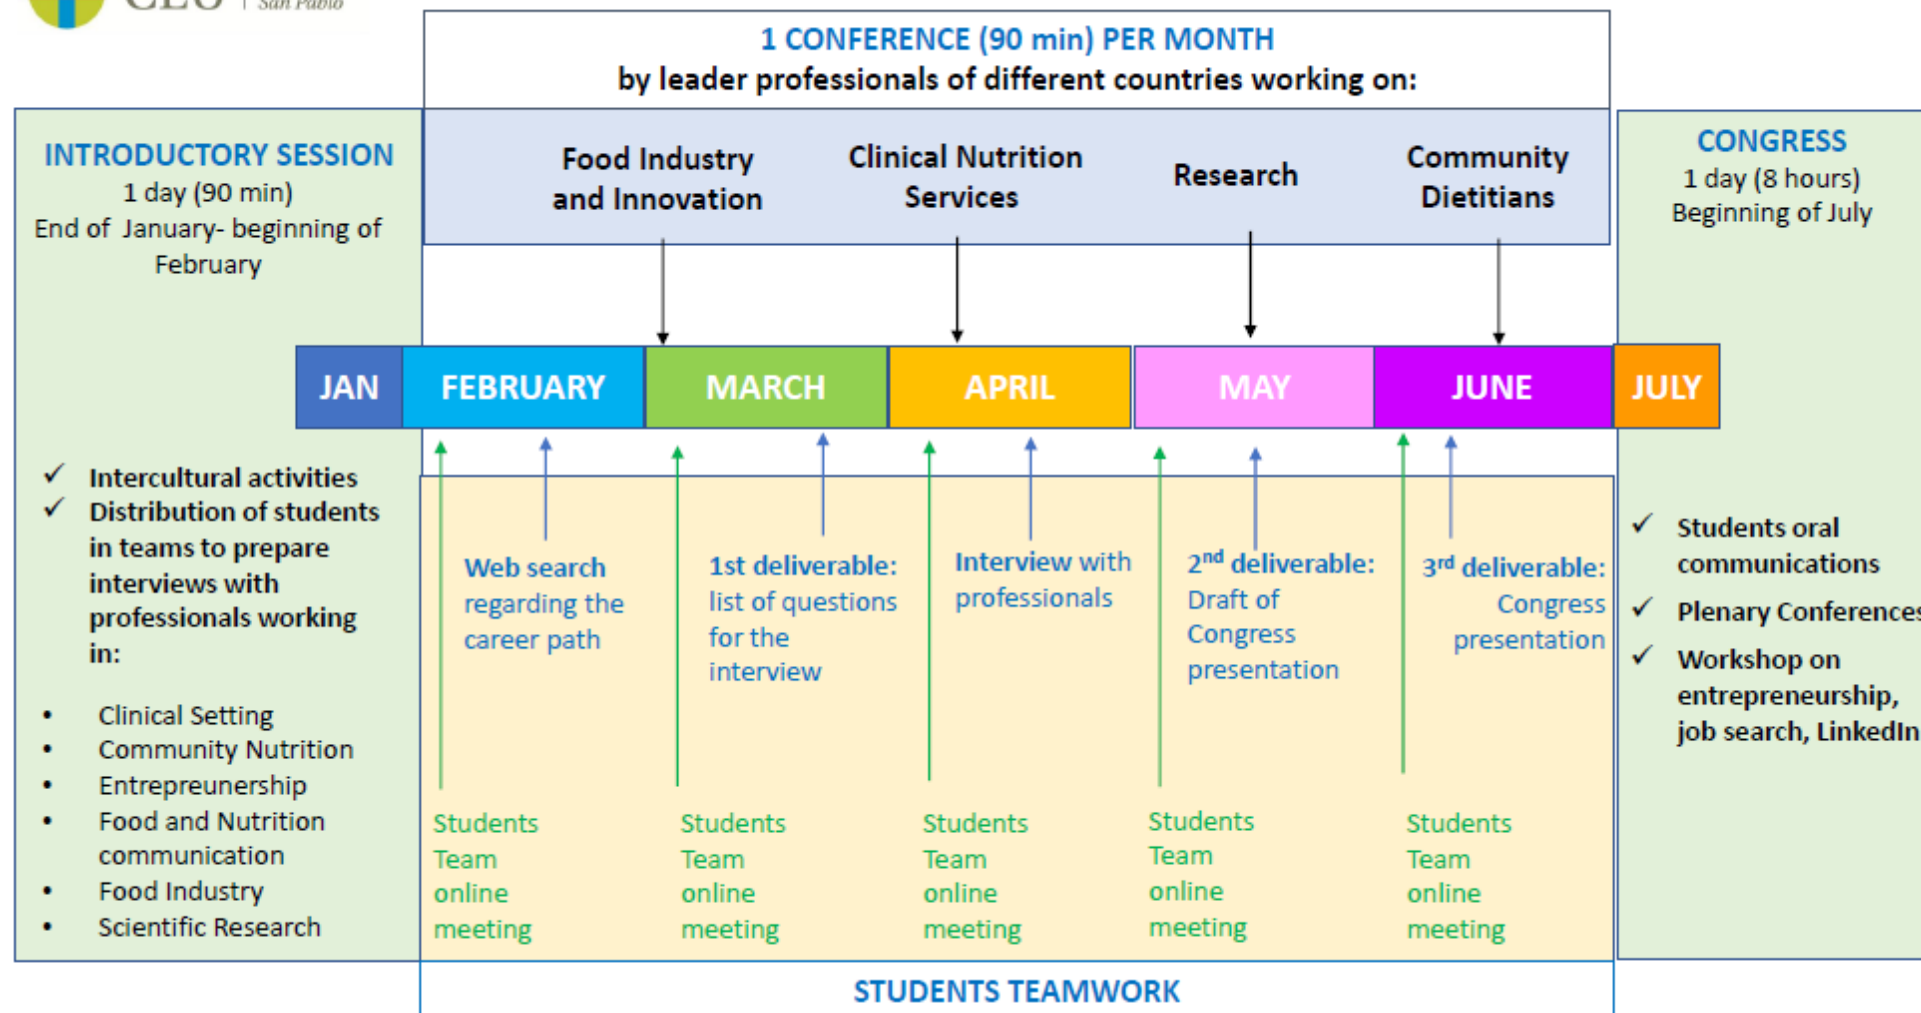 CEU
San Pablo
1 CONFERENCE (90 min) PER MONTH
by leader professionals of different countries working on:
INTRODUCTORY SESSION
1 day (90 min)
End of January- beginning of
February
Food Industry
and Innovation
Clinical Nutrition
Services
Research
Community
Dietitians
CONGRESS
1 day (8 hours)
Beginning of July
JAN
FEBRUARY
MARCH
APRIL
MAY
JUNE
JULY
✓ Intercultural activities
✓ Distribution of students
in teams to prepare
interviews with
professionals working
in:
• Clinical Setting
• Community Nutrition
• Entrepreunership
• Food and Nutrition
communication
• Food Industry
• Scientific Research
Web search
regarding the
career path
1st deliverable:
list of questions
for the
interview
Interview with
professionals
2nd deliverable:
Draft of
Congress
presentation
3rd deliverable:
Congress
presentation
Students
Team
online
meeting
Students
Team
online
meeting
Students
Team
online
meeting
Students
Team
online
meeting
Students
Team
online
meeting
✓ Students oral
communications
✓ Plenary Conferences
✓ Workshop on
entrepreneurship,
job search, LinkedIn
STUDENTS TEAMWORK